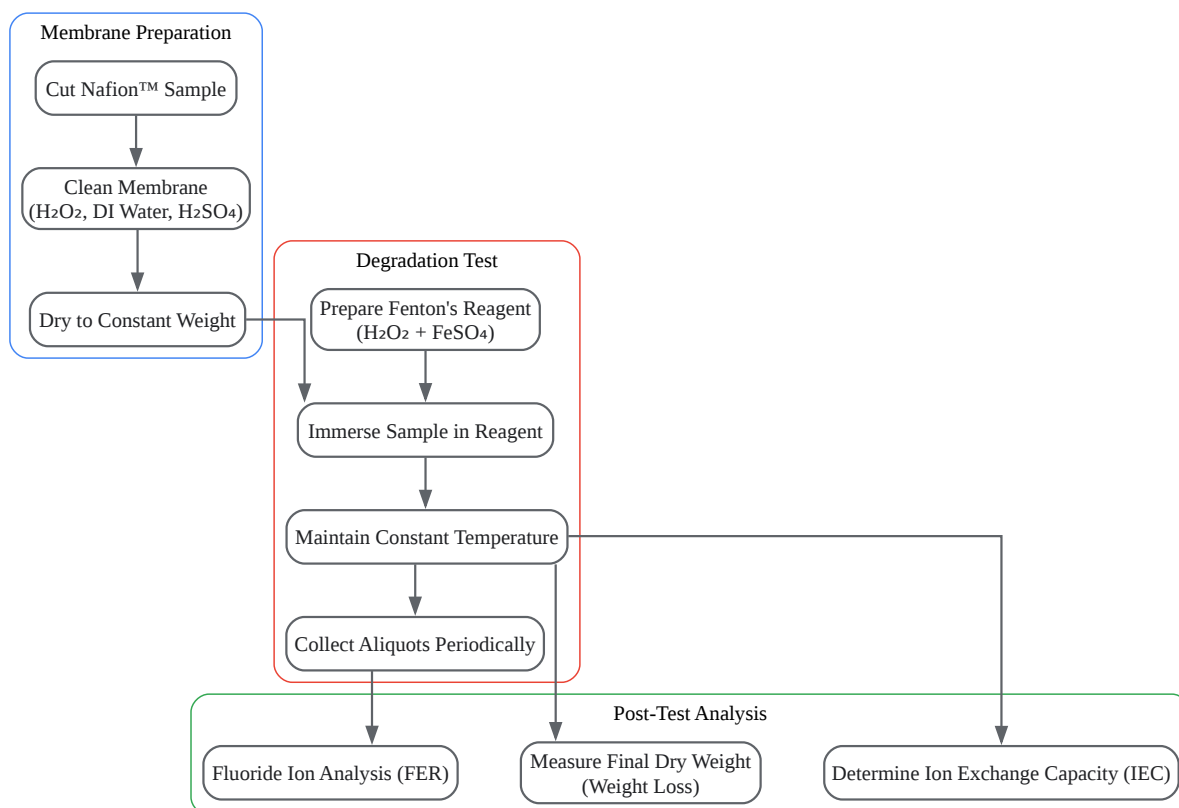 Membrane Preparation
Cut Nafion™ Sample
Clean Membrane
(H₂O₂, DI Water, H₂SO₄)
Dry to Constant Weight
Degradation Test
Prepare Fenton's Reagent
(H₂O₂ + FeSO₄)
Immerse Sample in Reagent
Maintain Constant Temperature
Collect Aliquots Periodically
Post-Test Analysis
Fluoride Ion Analysis (FER)
Measure Final Dry Weight
(Weight Loss)
Determine Ion Exchange Capacity (IEC)